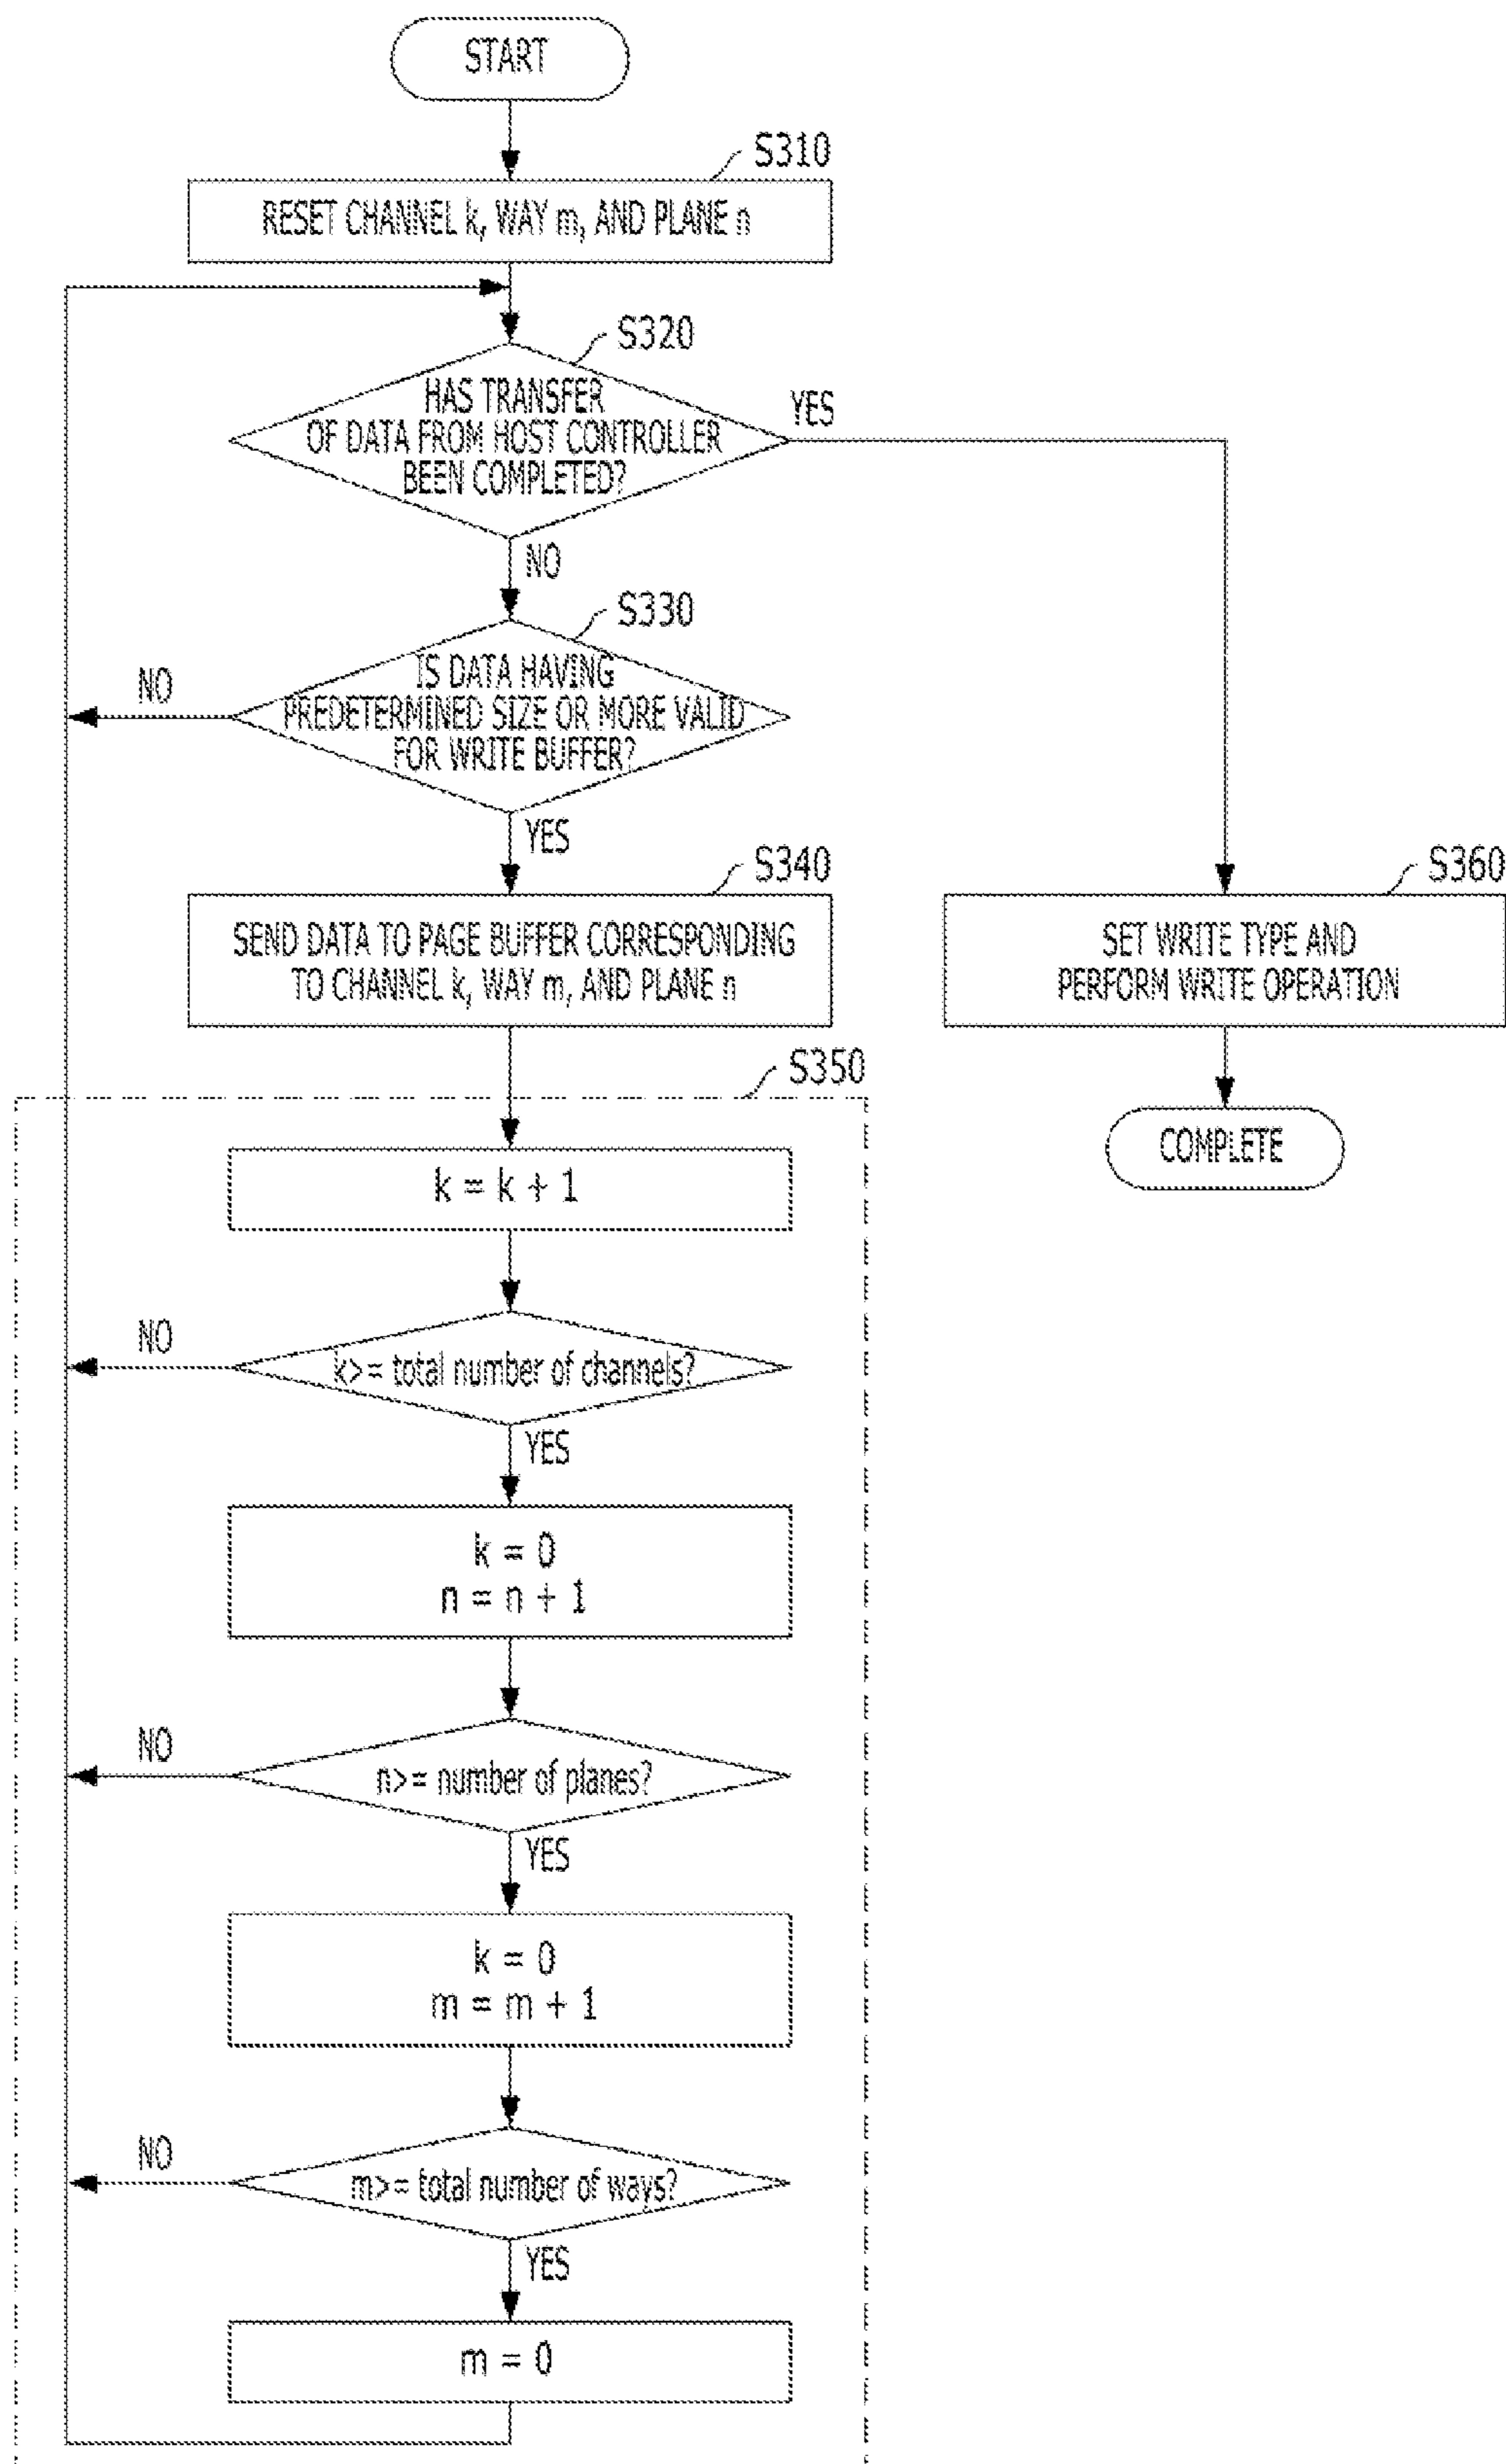 START
S310
RESET CHANNEL k, WAY m, AND PLANE n
S320
HAS TRANSFER
OF DATA FROM HOST CONTROLLER
BEEN COMPLETED?
YES
NO
S330
IS DATA HAVING
PREDETERMINED SIZE OR MORE VALID
FOR WRITE BUFFER?
NO
YES
S340
SEND DATA TO PAGE BUFFER CORRESPONDING
TO CHANNEL k, WAY m, AND PLANE n
S360
SET WRITE TYPE AND
PERFORM WRITE OPERATION
COMPLETE
S350
k = k + 1
k>= total number of channels?
NO
YES
k = 0
n = n + 1
n>= number of planes?
NO
YES
k = 0
m = m + 1
m>= total number of ways?
NO
YES
m = 0